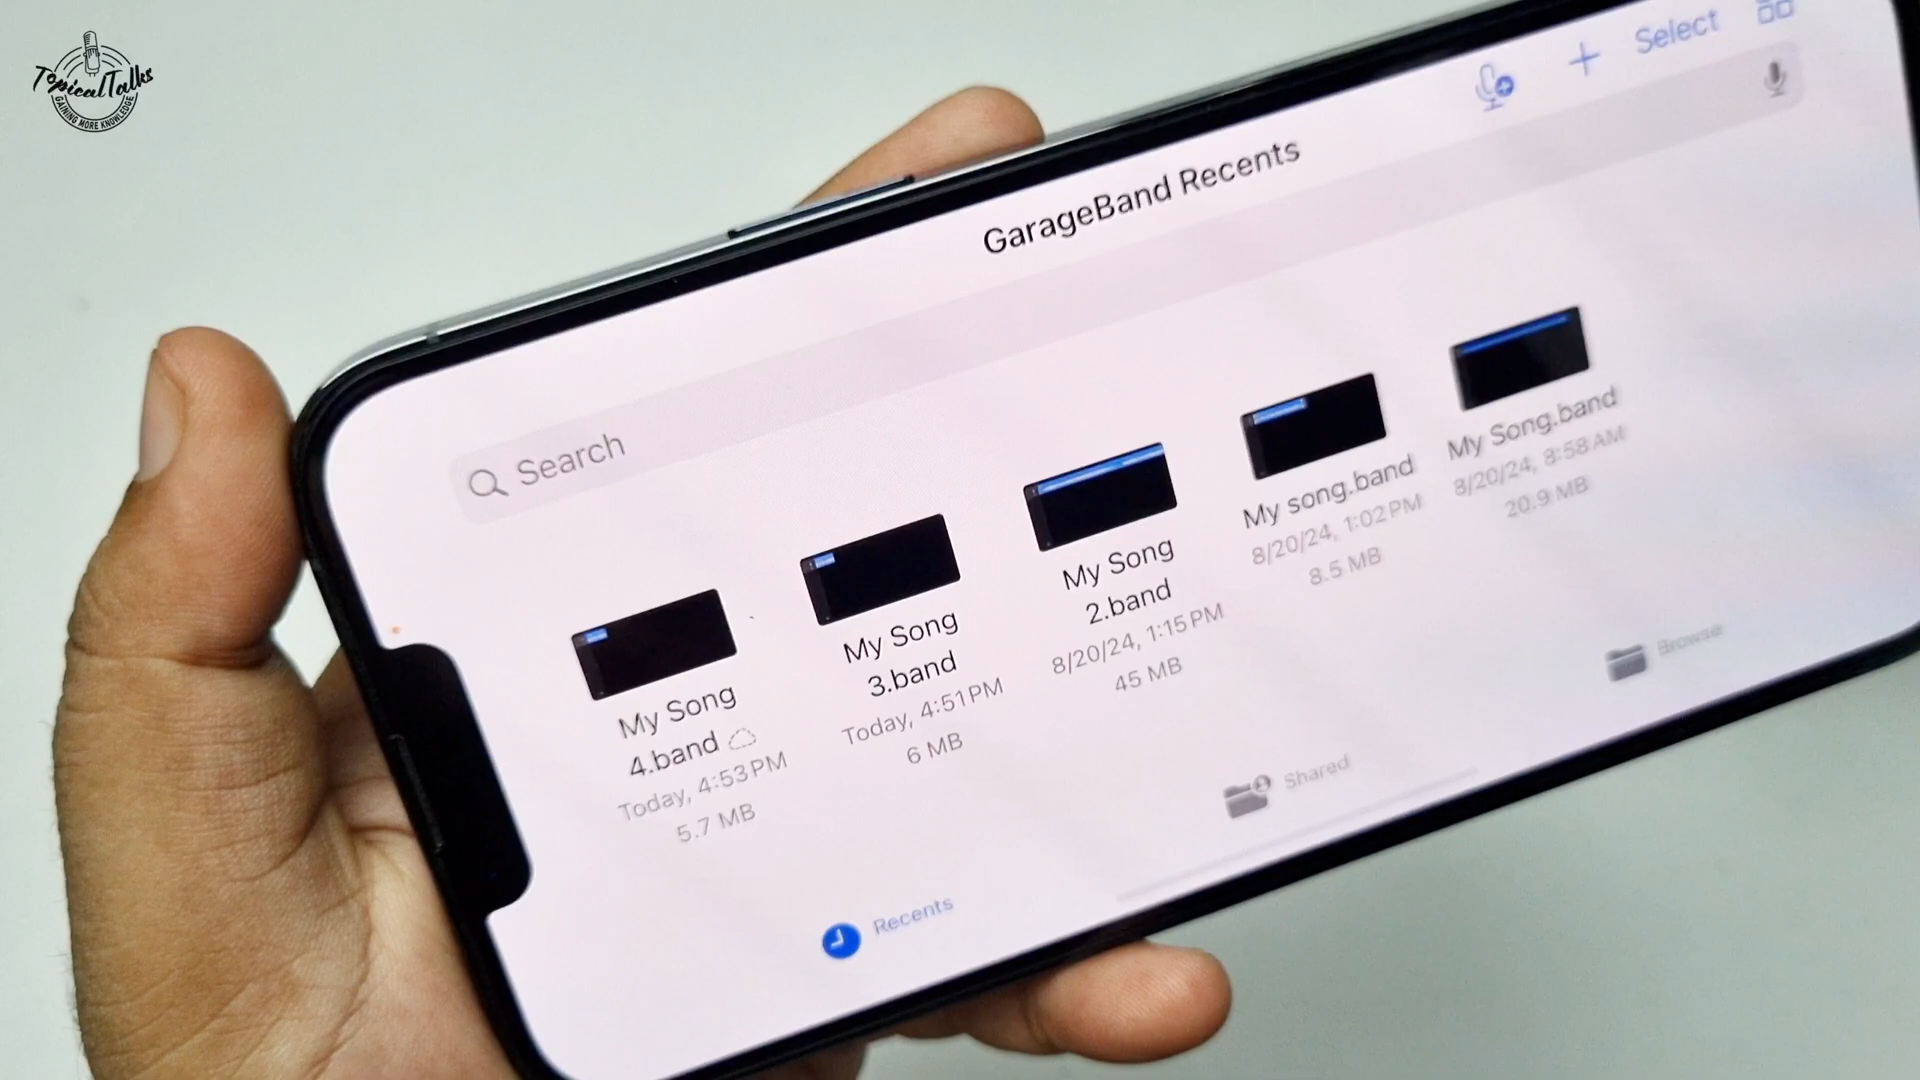 TopicalTalks
GAINING MORE KNOWLEDGE
Select
GarageBand Recents
Search
My Song
4.band
Today, 4:53 PM
5.7 MB
My Song
3.band
Today, 4:51 PM
6 MB
My Song
2.band
8/20/24, 1:15 PM
45 MB
My song.band
8/20/24, 1:02 PM
8.5 MB
My Song.band
8/20/24, 8:58 AM
20.9 MB
Recents
Shared
Browse